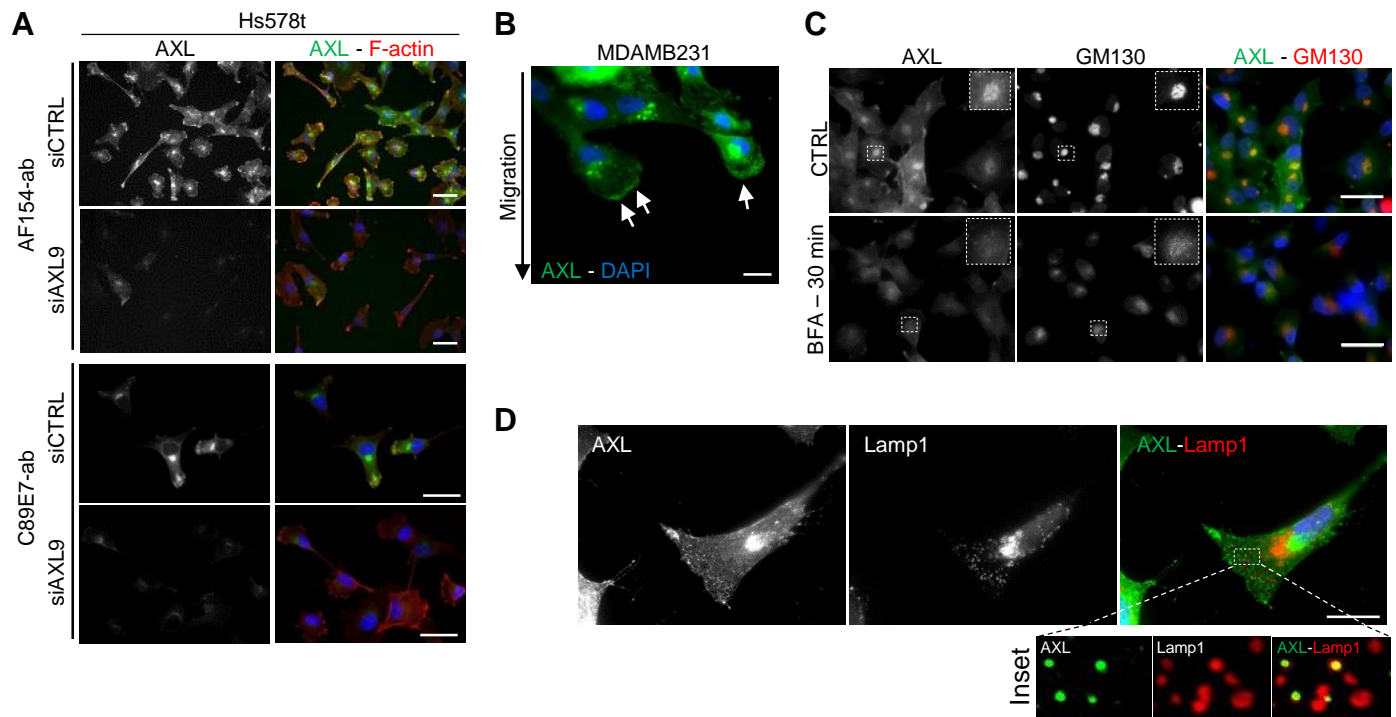 A
Hs578t
AXL
AXL - F-actin
AF154-ab
siCTRL
siAXL9
C89E7-ab
siCTRL
siAXL9
B
MDAMB231
Migration
AXL - DAPI
C
AXL
GM130
AXL - GM130
CTRL
BFA – 30 min
D
AXL
Lamp1
AXL-Lamp1
Inset
AXL
Lamp1
AXL-Lamp1